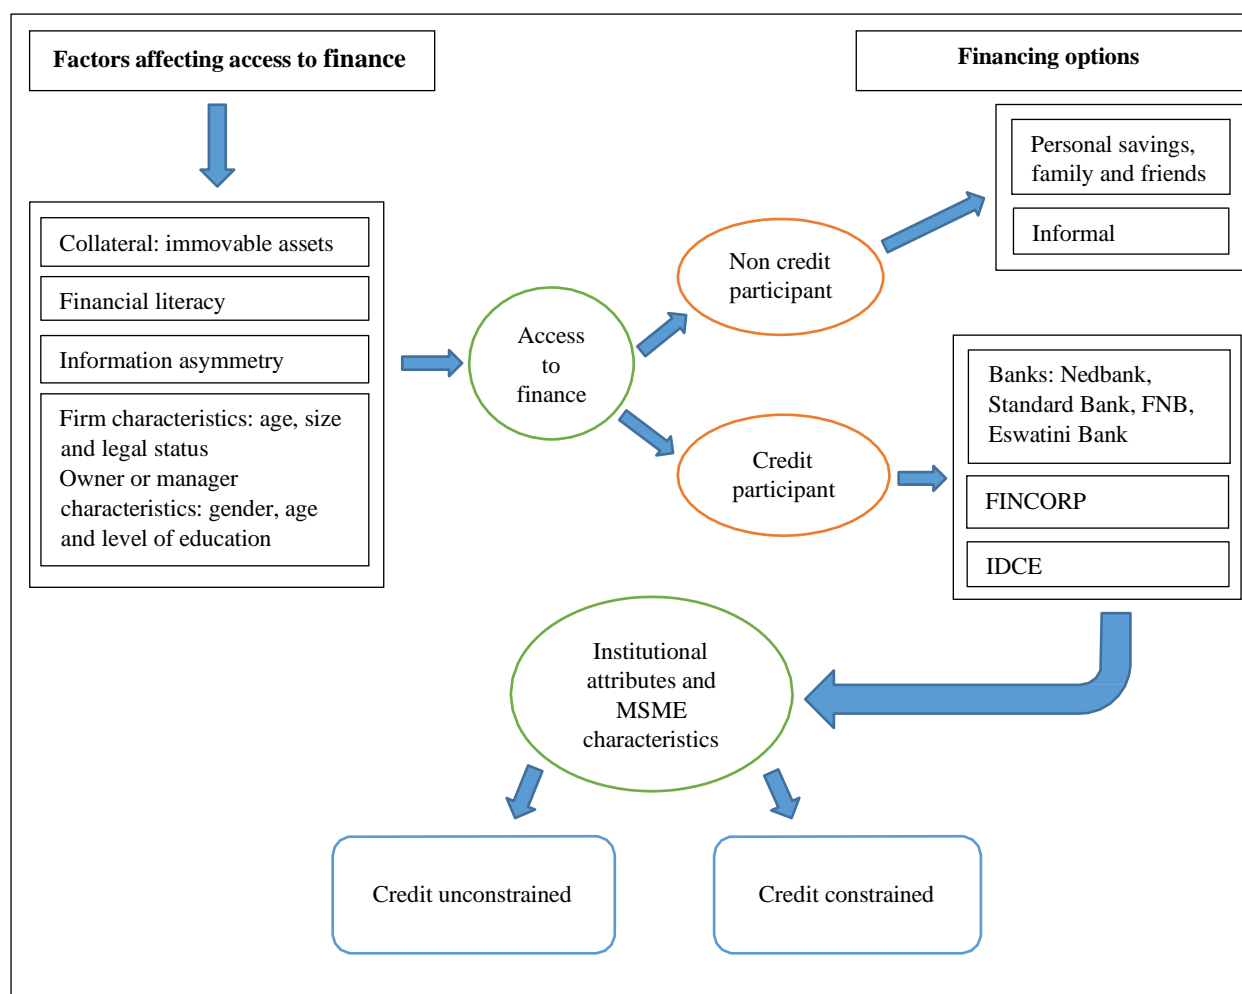 Factors affecting access to finance
Financing options
Personal savings,
family and friends
Informal
Collateral: immovable assets
Financial literacy
Information asymmetry
Firm characteristics: age, size
and legal status
Owner or manager
characteristics: gender, age
and level of education
Access
to
finance
Non credit
participant
Credit
participant
Banks: Nedbank,
Standard Bank, FNB,
Eswatini Bank
FINCORP
IDCE
Institutional
attributes and
MSME
characteristics
Credit unconstrained
Credit constrained